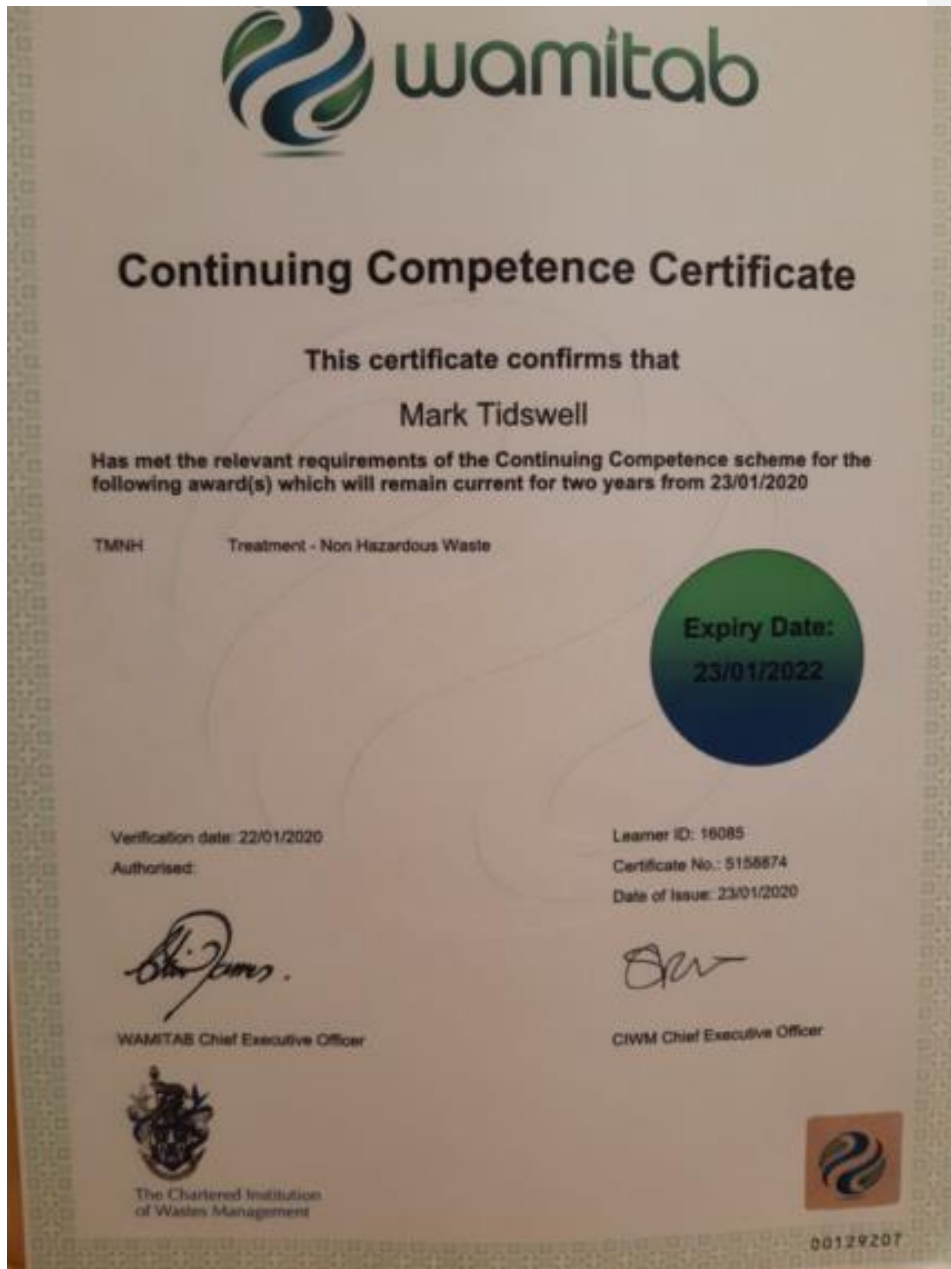 wamitab
Continuing Competence Certificate
This certificate confirms that
Mark Tidswell
Has met the relevant requirements of the Continuing Competence scheme for the
following award(s) which will remain current for two years from 23/01/2020
TMNH Treatment - Non Hazardous Waste
Expiry Date:
23/01/2022
Verification date: 22/01/2020
Authorised:
Learner ID: 16085
Certificate No.: 5158874
Date of Issue: 23/01/2020
WAMITAB Chief Executive Officer
CIWM Chief Executive Officer
The Chartered Institution
of Wastes Management
00129207